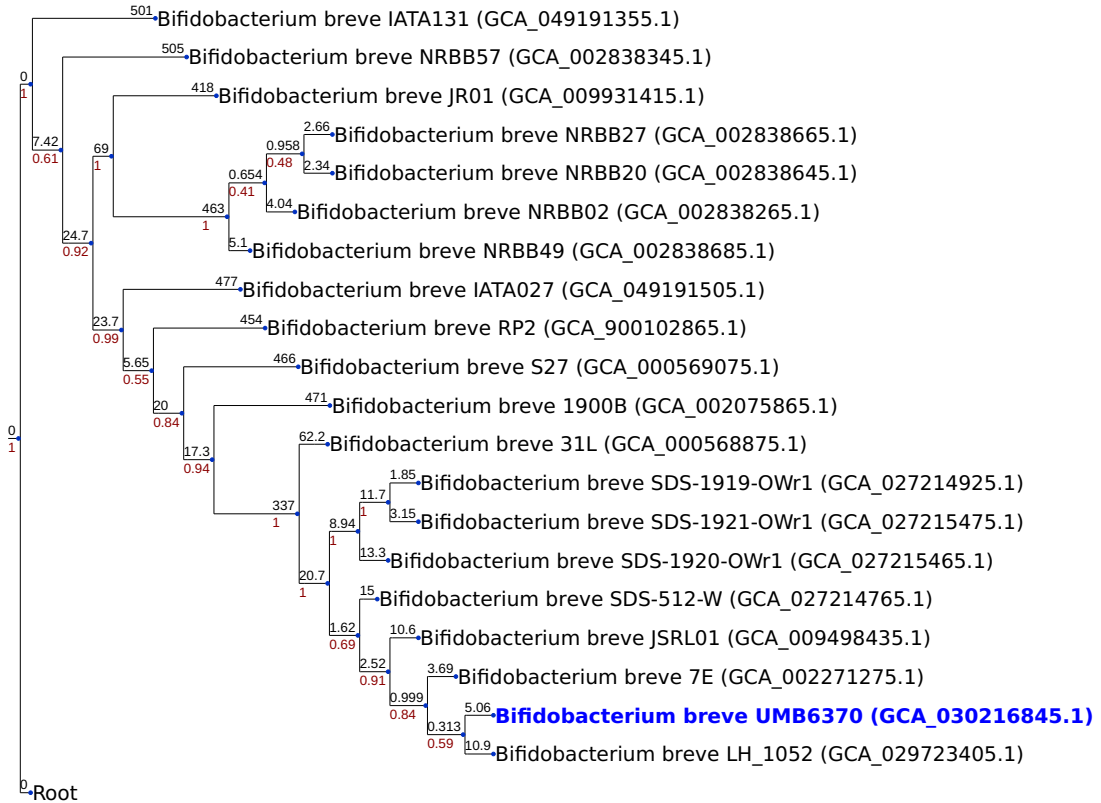 501 Bifidobacterium breve IATA131 (GCA_049191355.1)
505 Bifidobacterium breve NRBB57 (GCA_002838345.1)
0
1
418 Bifidobacterium breve JR01 (GCA_009931415.1)
2.66 Bifidobacterium breve NRBB27 (GCA_002838665.1)
7.42
0.61
69
1
0.958
0.48
2.34 Bifidobacterium breve NRBB20 (GCA_002838645.1)
0.654
0.41
4.04 Bifidobacterium breve NRBB02 (GCA_002838265.1)
463
1
24.7
0.92
5.1 Bifidobacterium breve NRBB49 (GCA_002838685.1)
477 Bifidobacterium breve IATA027 (GCA_049191505.1)
23.7
0.99
454 Bifidobacterium breve RP2 (GCA_900102865.1)
5.65
0.55
466 Bifidobacterium breve S27 (GCA_000569075.1)
20
0.84
471 Bifidobacterium breve 1900B (GCA_002075865.1)
0
1
17.3
0.94
62.2 Bifidobacterium breve 31L (GCA_000568875.1)
1.85 Bifidobacterium breve SDS-1919-OWr1 (GCA_027214925.1)
337
1
11.7
1
3.15 Bifidobacterium breve SDS-1921-OWr1 (GCA_027215475.1)
8.94
1
13.3 Bifidobacterium breve SDS-1920-OWr1 (GCA_027215465.1)
20.7
1
15 Bifidobacterium breve SDS-512-W (GCA_027214765.1)
1.62
0.69
10.6 Bifidobacterium breve JSRL01 (GCA_009498435.1)
2.52
0.91
3.69 Bifidobacterium breve 7E (GCA_002271275.1)
0.999
0.84
5.06 Bifidobacterium breve UMB6370 (GCA_030216845.1)
0.313
0.59
10.9 Bifidobacterium breve LH_1052 (GCA_029723405.1)
0 Root